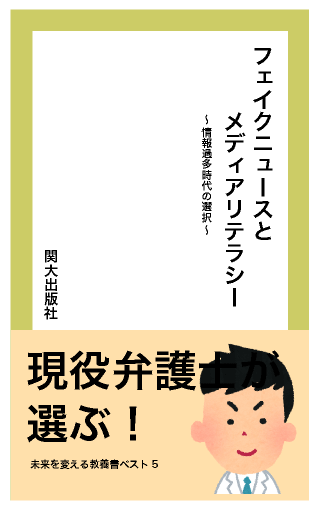 フェイクニュースと
メディアリテラシー
～情報過多時代の選択～
関大出版社
現役弁護士が
選ぶ！
未来を変える教養書ベスト5